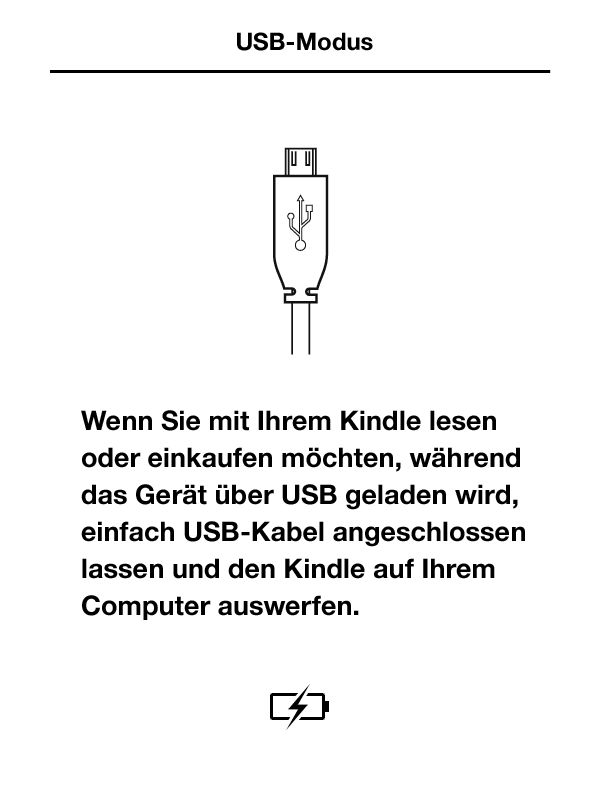 USB-Modus
Wenn Sie mit Ihrem Kindle lesen
oder einkaufen möchten, während
das Gerät über USB geladen wird,
einfach USB-Kabel angeschlossen
lassen und den Kindle auf Ihrem
Computer auswerfen.